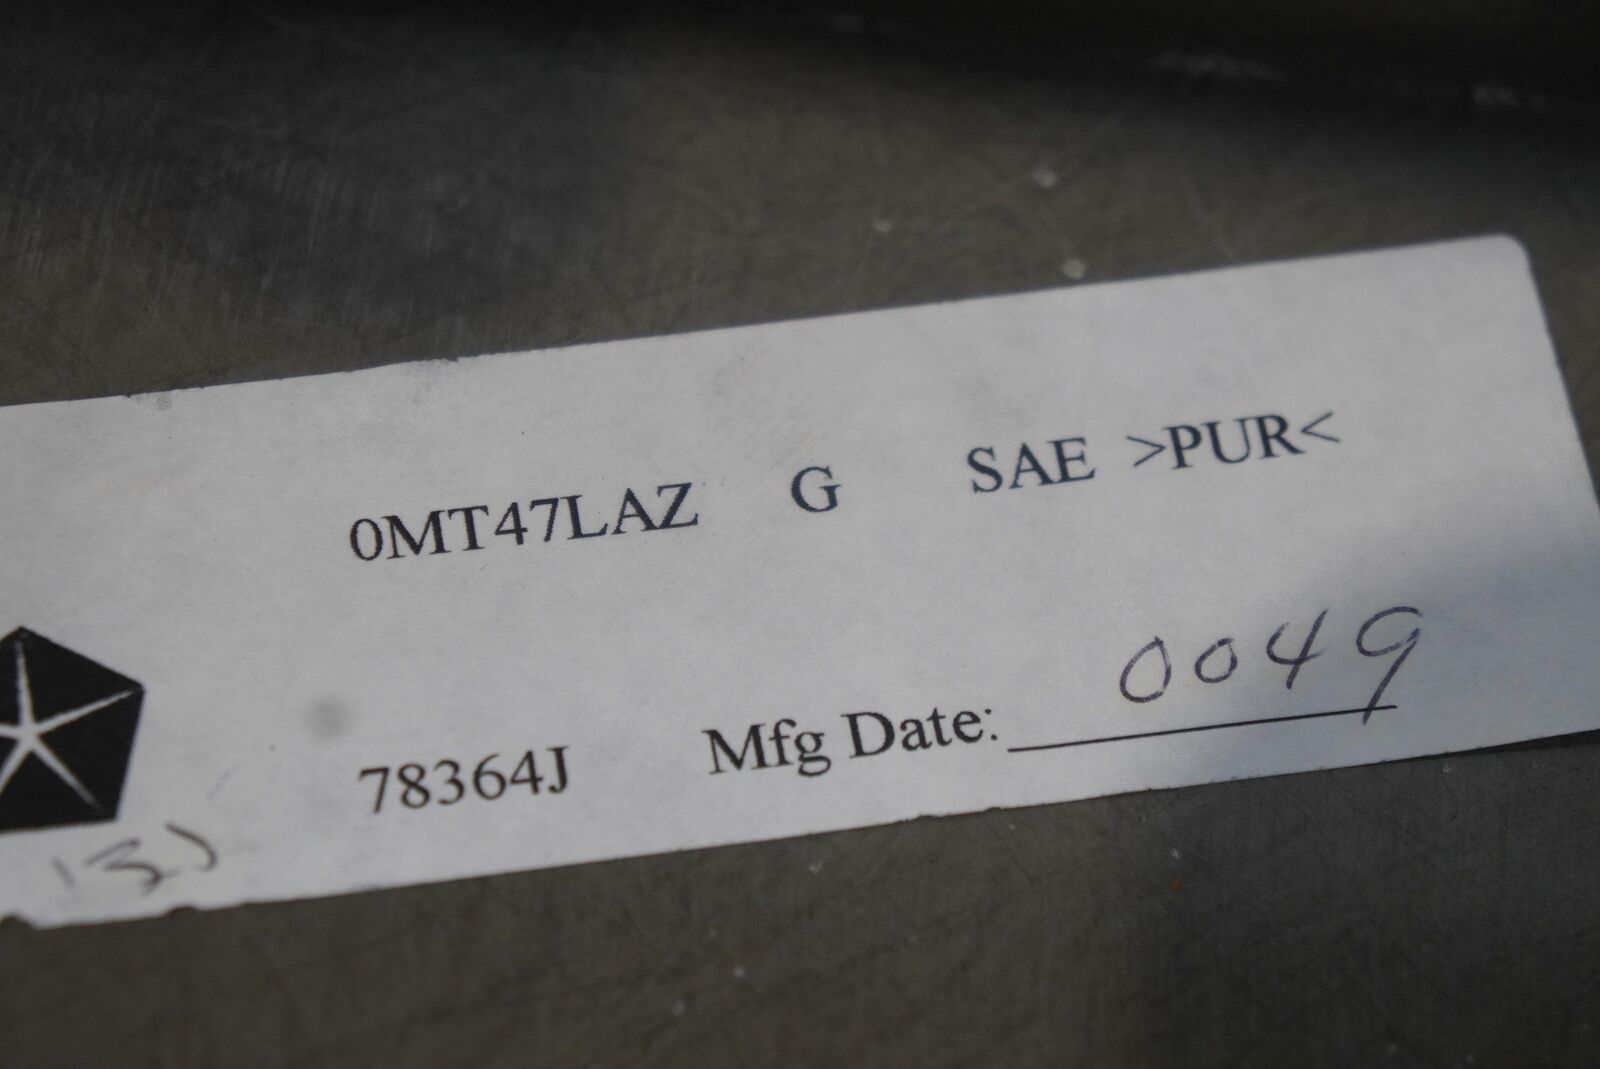 0MT47LAZ G SAE >PUR<
78364J Mfg Date: 0049